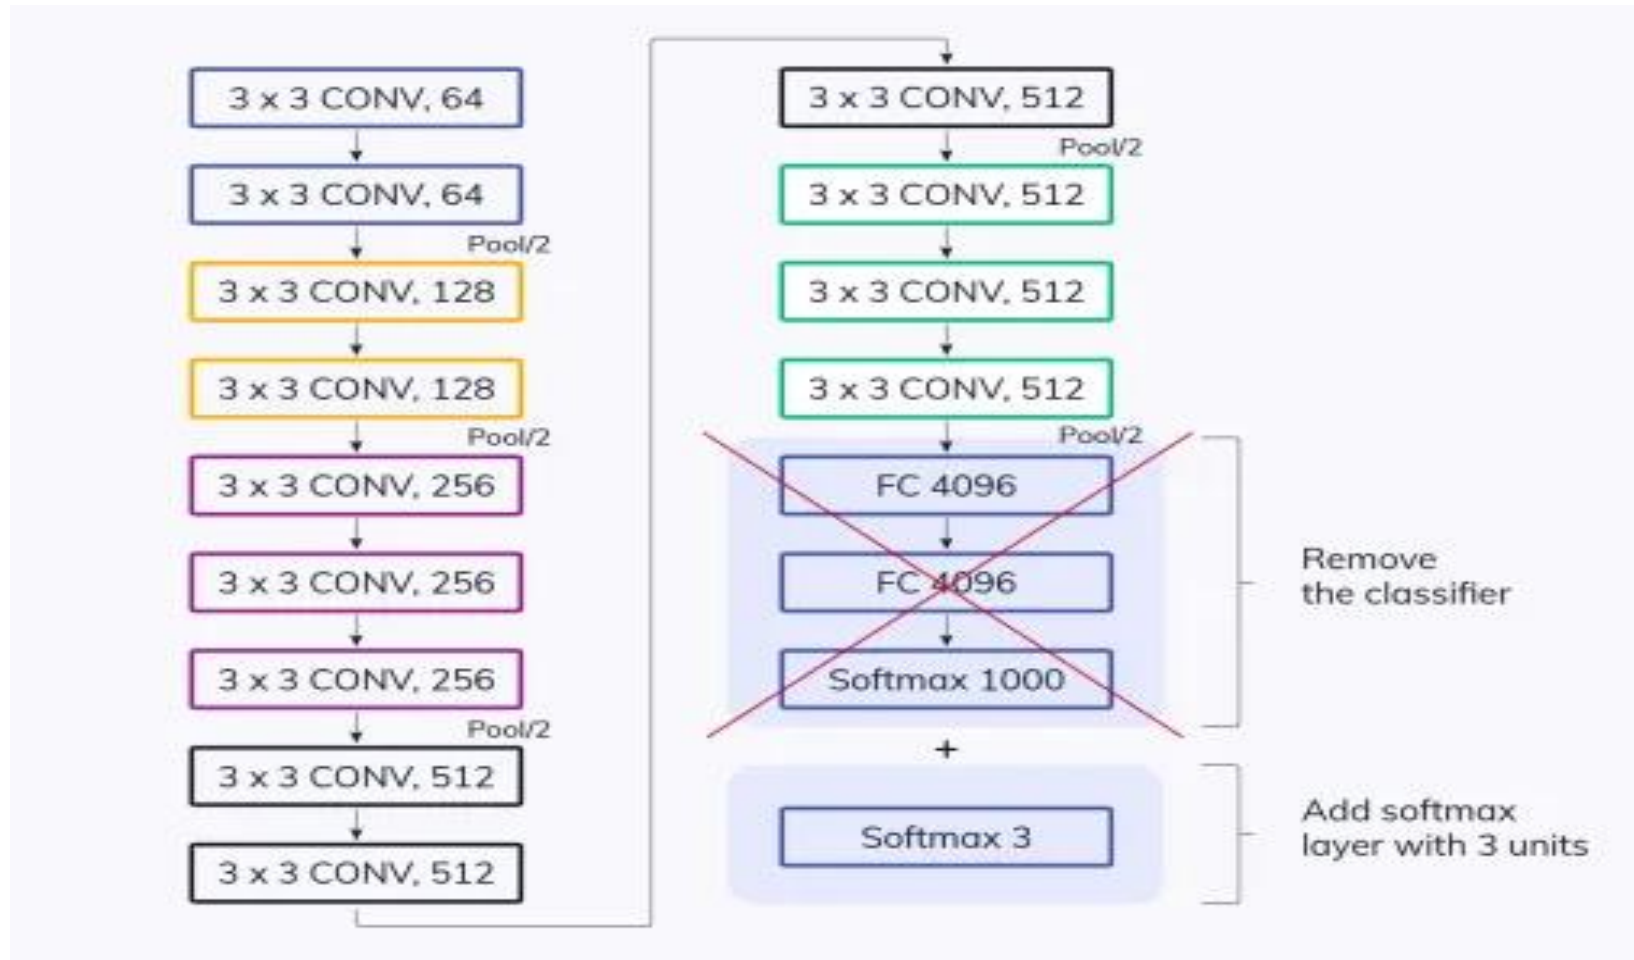 3 x 3 CONV, 64
3 x 3 CONV, 64
Pool/2
3 x 3 CONV, 128
3 x 3 CONV, 128
Pool/2
3 x 3 CONV, 256
3 x 3 CONV, 256
3 x 3 CONV, 256
Pool/2
3 x 3 CONV, 512
3 x 3 CONV, 512
3 x 3 CONV, 512
Pool/2
3 x 3 CONV, 512
3 x 3 CONV, 512
3 x 3 CONV, 512
Pool/2
FC 4096
FC 4096
Softmax 1000
Remove
the classifier
+
Softmax 3
Add softmax
layer with 3 units